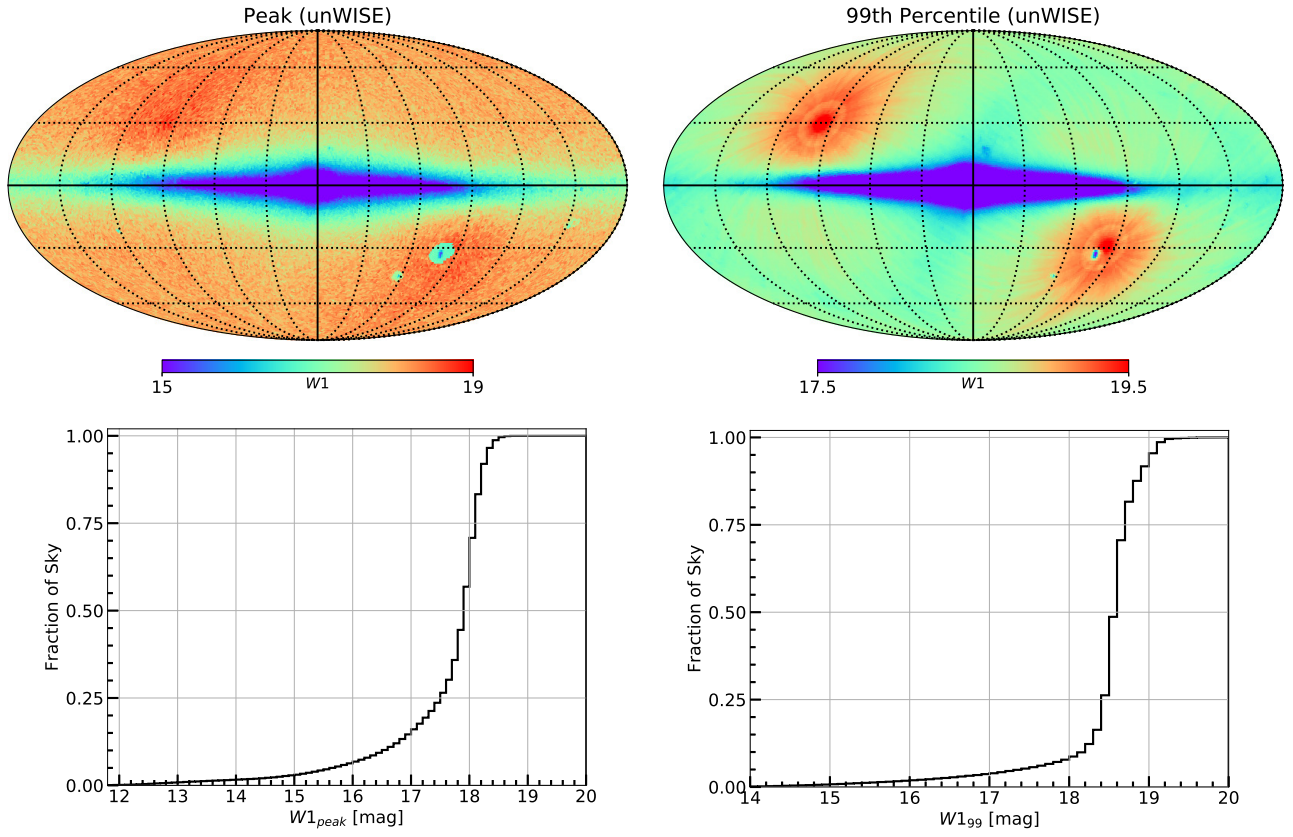 Peak (unWISE)
99th Percentile (unWISE)
15 W1 19
17.5 W1 19.5
1.00
0.75
0.50
0.25
0.00
Fraction of Sky
12 13 14 15 16 17 18 19 20
W1peak [mag]
1.00
0.75
0.50
0.25
0.00
Fraction of Sky
14 15 16 17 18 19 20
W199 [mag]